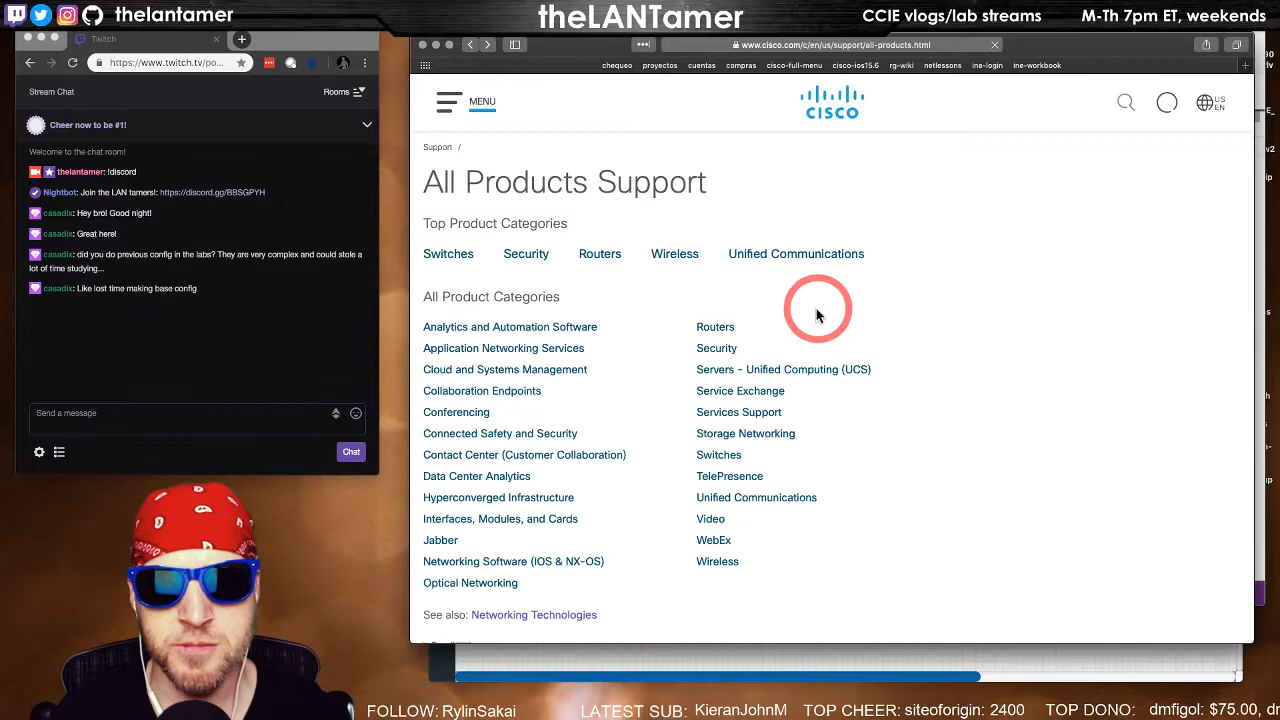 thelantamer
theLANTamer
CCIE vlogs/lab streams
M-Th 7pm ET, weekends
Twitch
https://www.twitch.tv/po...
Stream Chat
Rooms
Cheer now to be #1!
Welcome to the chat room!
thelantamer: !discord
Nightbot: Join the LAN tamers!: https://discord.gg/BBSGPYH
casadix: Hey bro! Good night!
casadix: Great here!
casadix: did you do previous config in the labs? They are very complex and could stole a
lot of time studying...
casadix: Like lost time making base config
Send a message
Chat
www.cisco.com/c/en/us/support/all-products.html
chequeo proyectos cuentas compras cisco-full-menu cisco-ios15.6 rg-wiki netlessons ine-login ine-workbook
MENU
CISCO
US
EN
Support /
All Products Support
Top Product Categories
Switches Security Routers Wireless Unified Communications
All Product Categories
Analytics and Automation Software
Application Networking Services
Cloud and Systems Management
Collaboration Endpoints
Conferencing
Connected Safety and Security
Contact Center (Customer Collaboration)
Data Center Analytics
Hyperconverged Infrastructure
Interfaces, Modules, and Cards
Jabber
Networking Software (IOS & NX-OS)
Optical Networking
Routers
Security
Servers - Unified Computing (UCS)
Service Exchange
Services Support
Storage Networking
Switches
TelePresence
Unified Communications
Video
WebEx
Wireless
See also: Networking Technologies
FOLLOW: RylinSakai
LATEST SUB: KieranJohnM
TOP CHEER: siteoforigin: 2400
TOP DONO: dmfigol: $75.00,